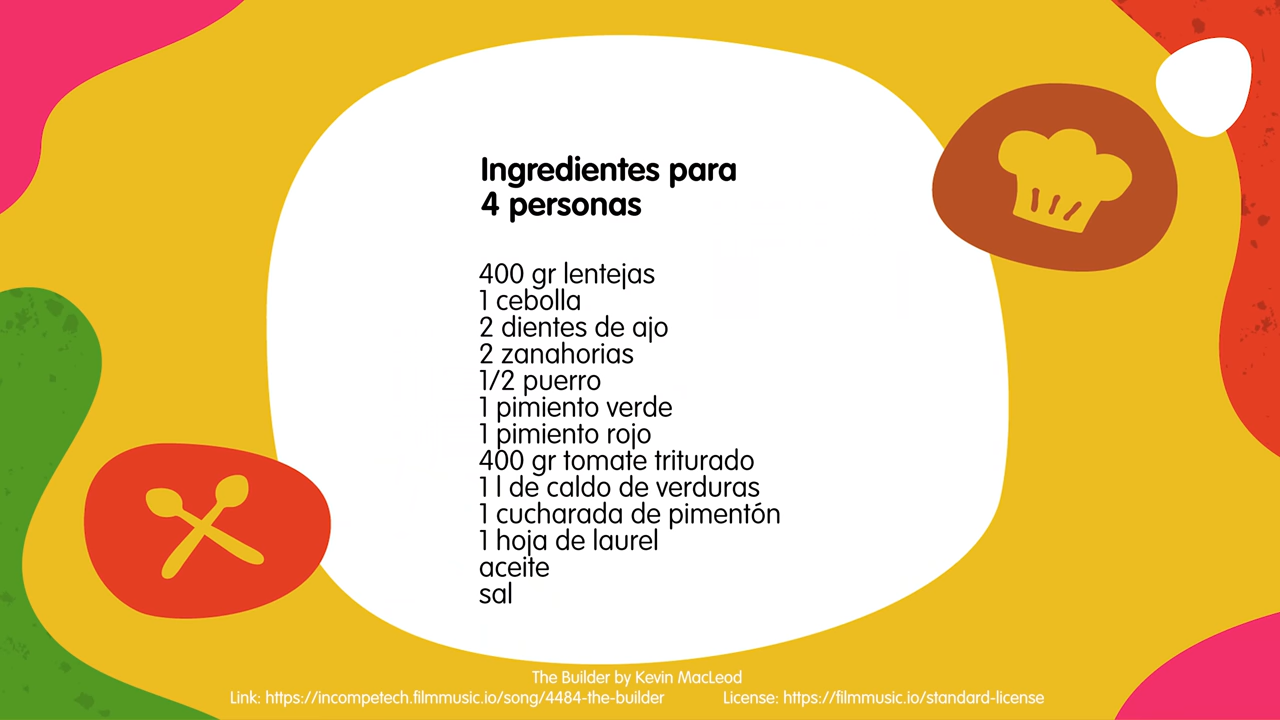 Ingredientes para
4 personas
400 gr lentejas
1 cebolla
2 dientes de ajo
2 zanahorias
1/2 puerro
1 pimiento verde
1 pimiento rojo
400 gr tomate triturado
1 l de caldo de verduras
1 cucharada de pimentón
1 hoja de laurel
aceite
sal
The Builder by Kevin MacLeod
Link: https://incompetech.filmmusic.io/song/4484-the-builder License: https://filmmusic.io/standard-license